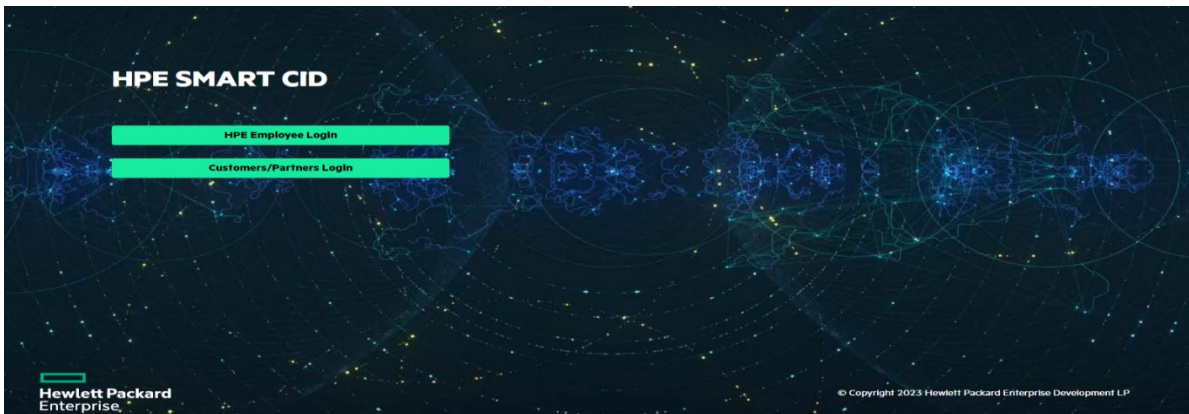 HPE SMART CID
HPE Employee Login
Customers/Partners Login
Hewlett Packard
Enterprise
© Copyright 2023 Hewlett Packard Enterprise Development LP